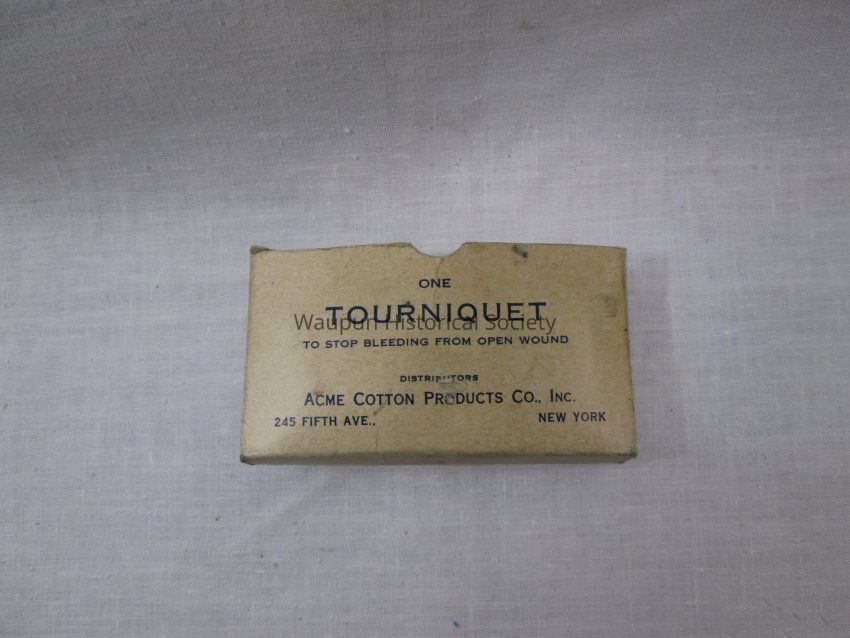 ONE
TOURNIQUET
Waupun Historical Society
TO STOP BLEEDING FROM OPEN WOUND
DISTRIBUTORS
ACME COTTON PRODUCTS CO., INC.
245 FIFTH AVE., NEW YORK